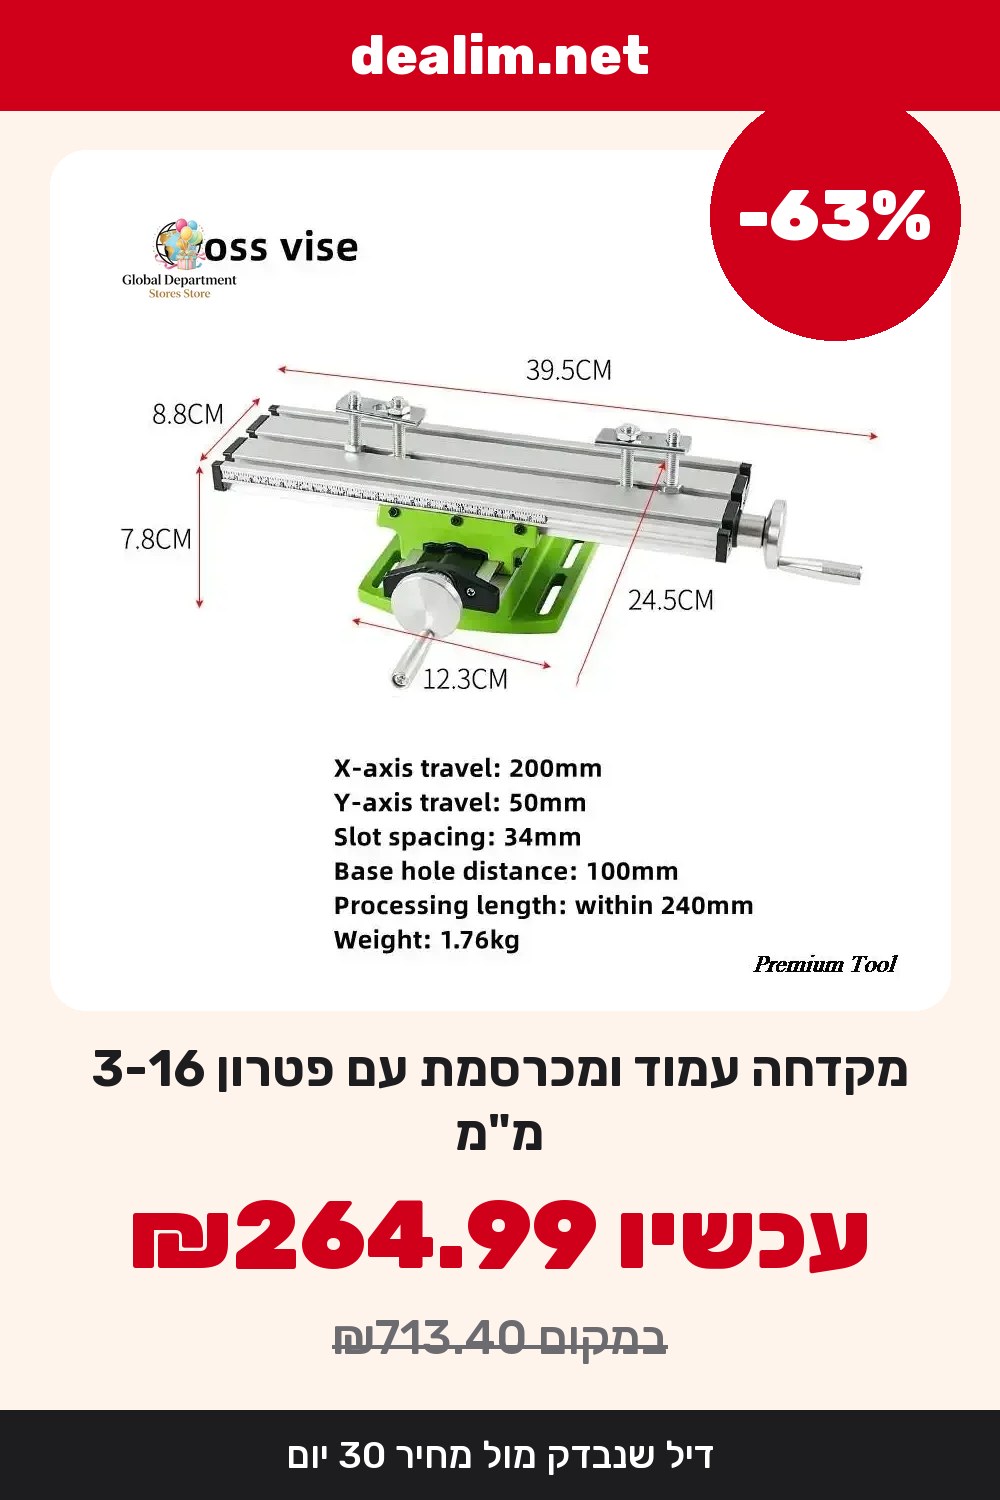 dealim.net
-63%
oss vise
Global Department
Stores Store
39.5CM
8.8CM
7.8CM
24.5CM
12.3CM
X-axis travel: 200mm
Y-axis travel: 50mm
Slot spacing: 34mm
Base hole distance: 100mm
Processing length: within 240mm
Weight: 1.76kg
Premium Tool
מקדחה עמוד ומכרסמת עם פטרון 3-16
מ"מ
עכשיו ₪264.99
במקום ₪713.40
דיל שנבדק מול מחיר 30 יום